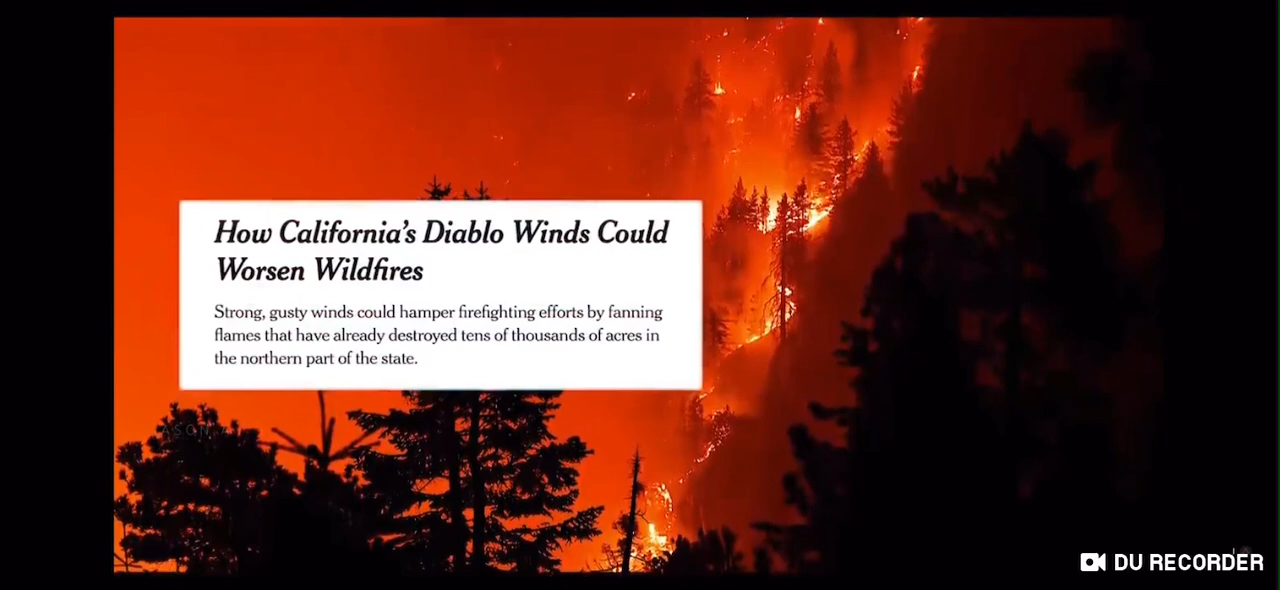 How California's Diablo Winds Could
Worsen Wildfires
Strong, gusty winds could hamper firefighting efforts by fanning
flames that have already destroyed tens of thousands of acres in
the northern part of the state.
DU RECORDER